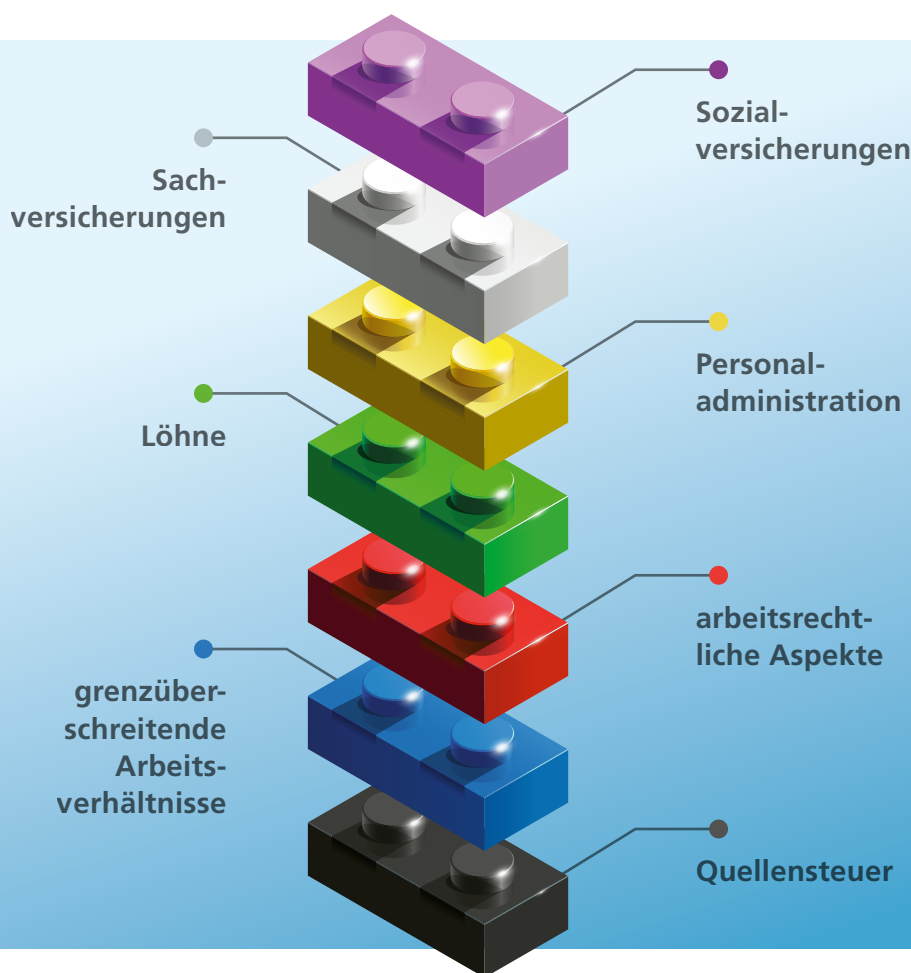 Sozial-
versicherungen
Sach-
versicherungen
Personal-
administration
Löhne
arbeitsrecht-
liche Aspekte
grenzüber-
schreitende
Arbeits-
verhältnisse
Quellensteuer